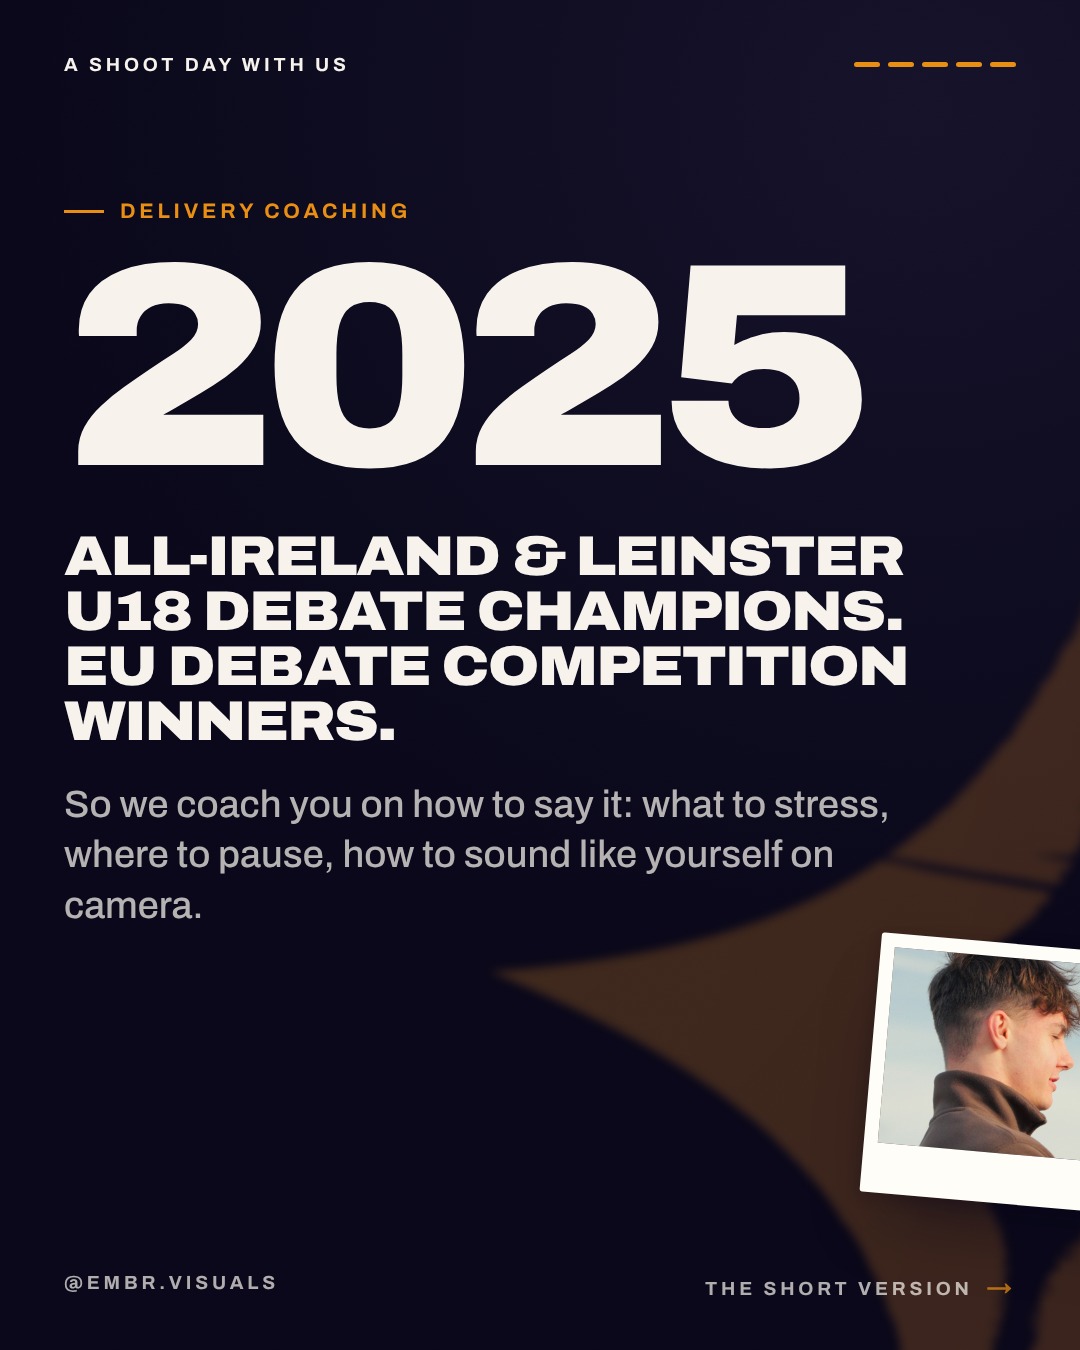 A SHOOT DAY WITH US
DELIVERY COACHING
2025
ALL-IRELAND & LEINSTER
U18 DEBATE CHAMPIONS.
EU DEBATE COMPETITION
WINNERS.
So we coach you on how to say it: what to stress,
where to pause, how to sound like yourself on
camera.
@EMBR.VISUALS
THE SHORT VERSION →